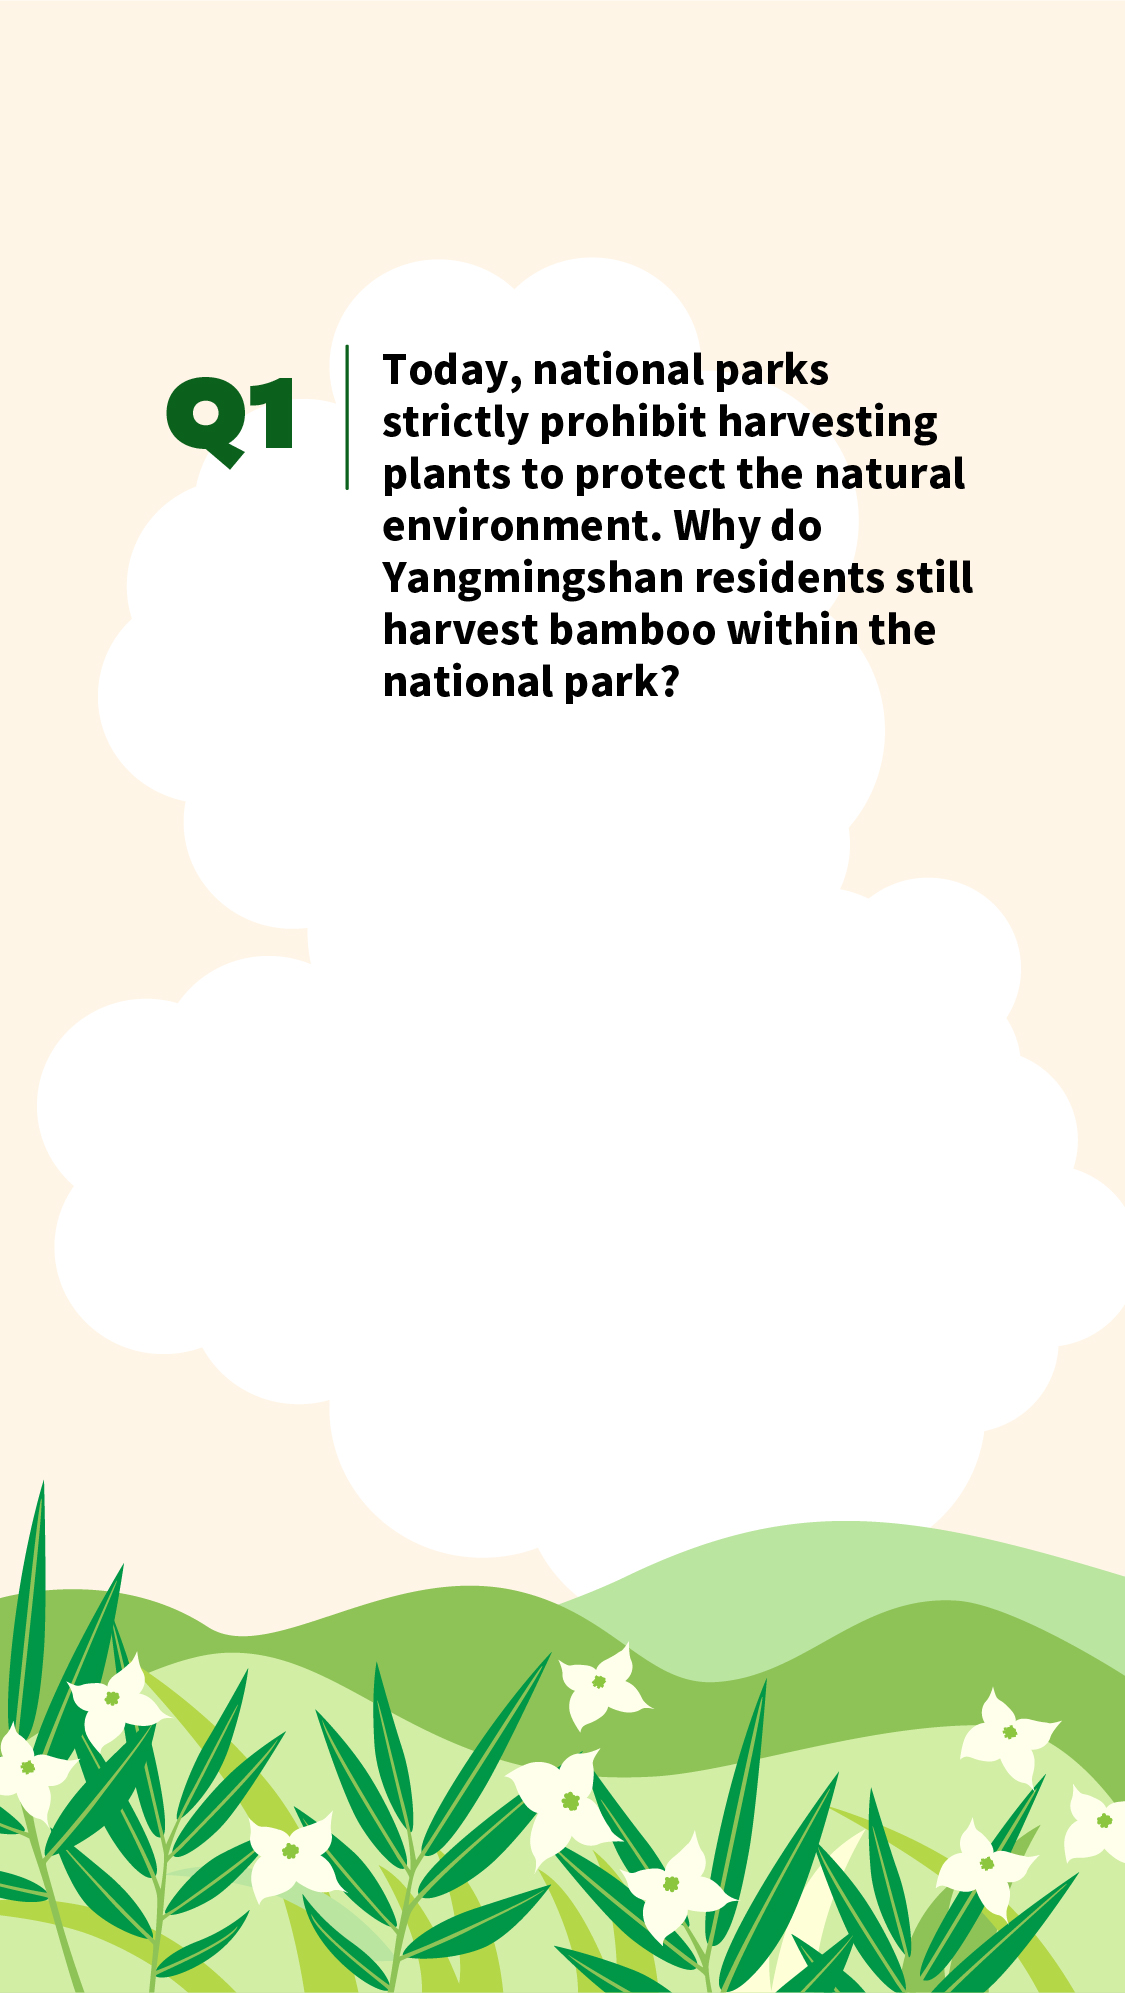 Q1
Today, national parks
strictly prohibit harvesting
plants to protect the natural
environment. Why do
Yangmingshan residents still
harvest bamboo within the
national park?